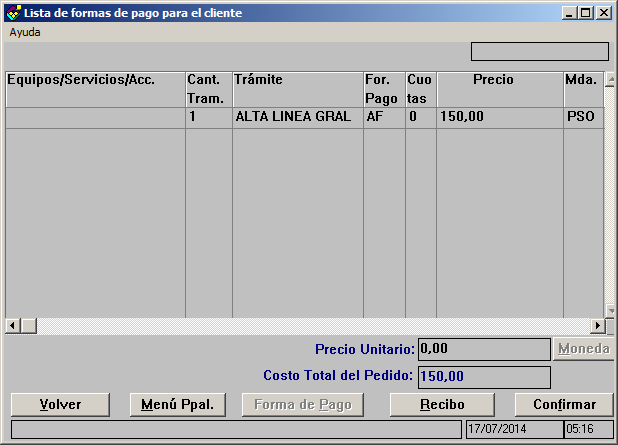 Lista de formas de pago para el cliente
Ayuda
Equipos/Servicios/Acc. Cant. Tram. Trámite For. Pago Cuo tas Precio Mda.
1 ALTA LINEA GRAL AF 0 150,00 PSO
Precio Unitario: 0,00 Moneda
Costo Total del Pedido: 150,00
Volver Menú Ppal. Forma de Pago Recibo Confirmar
17/07/2014 05:16